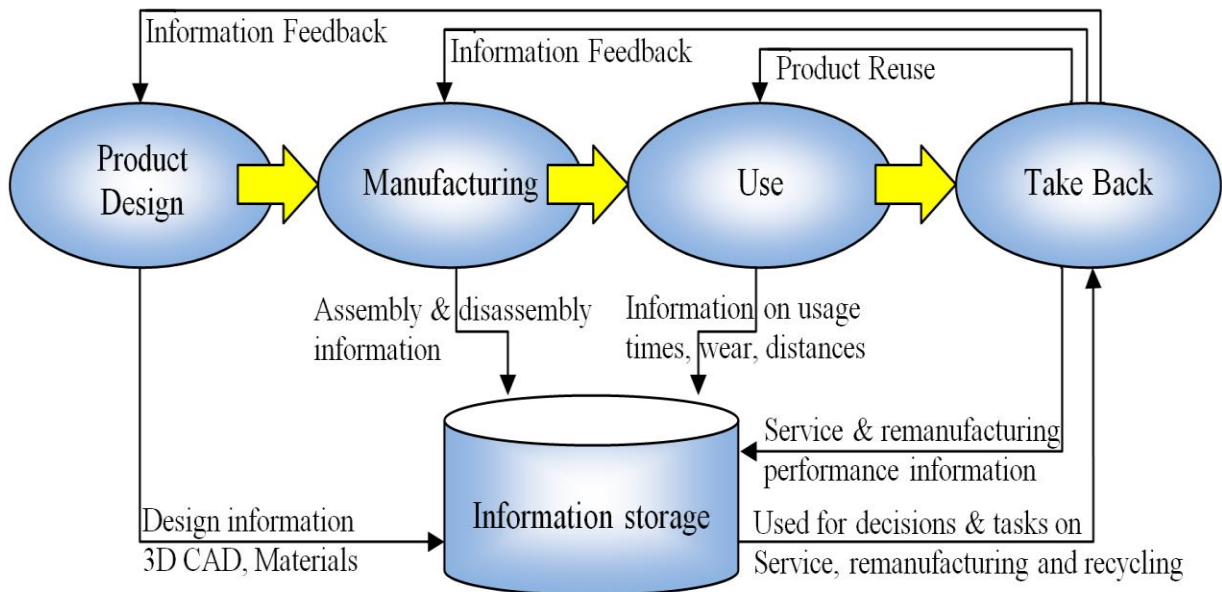 Information Feedback
Information Feedback
Product Reuse
Product
Design
Manufacturing
Use
Take Back
Assembly & disassembly
information
Information on usage
times, wear, distances
Service & remanufacturing
performance information
Information storage
Design information
3D CAD, Materials
Used for decisions & tasks on
Service, remanufacturing and recycling